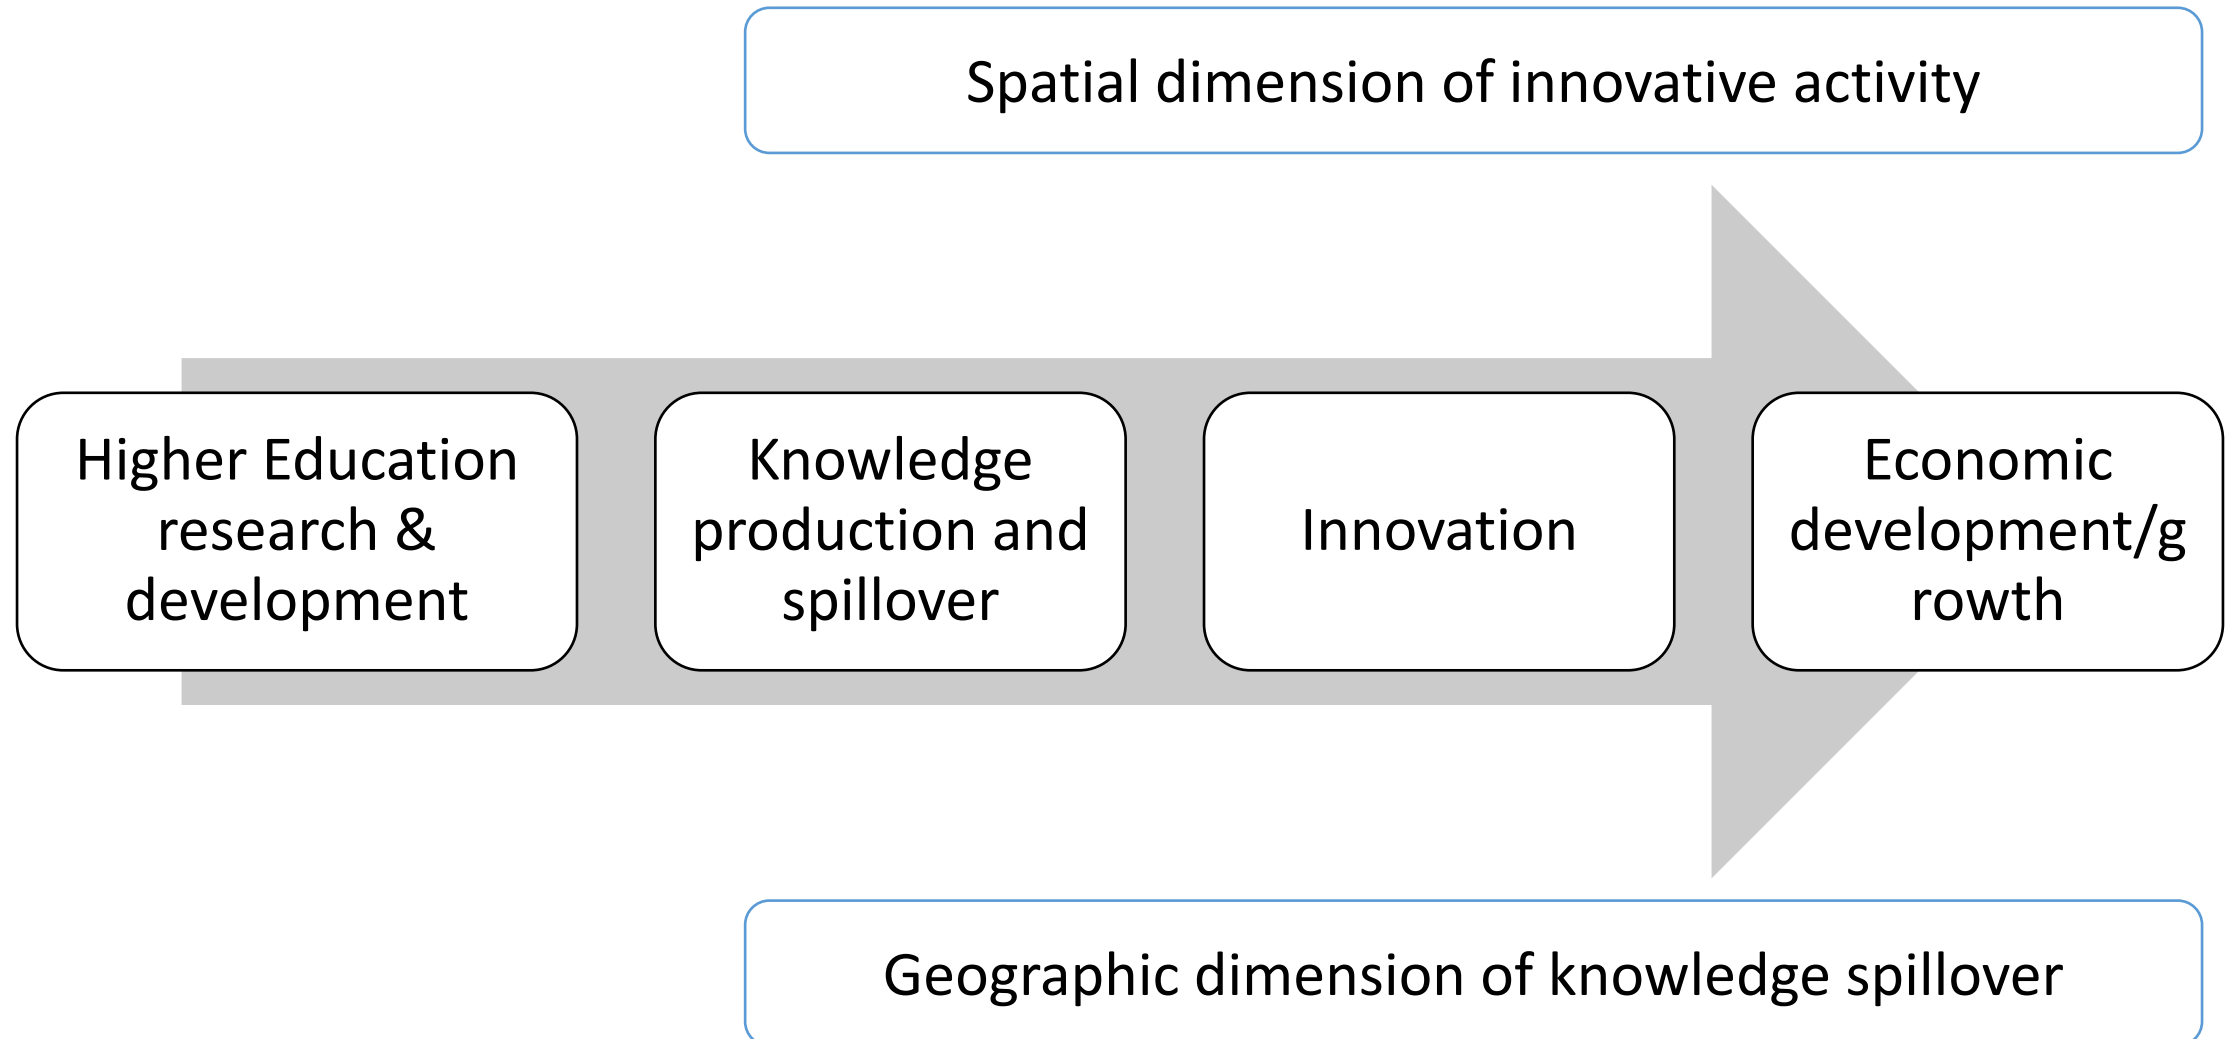 Spatial dimension of innovative activity
Higher Education
research &
development
Knowledge
production and
spillover
Innovation
Economic
development/g
rowth
Geographic dimension of knowledge spillover